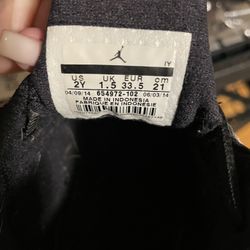 IY
US UK EUR cm
2Y 1.5 33.5 21
04/09/14 654972-102 06/03/14
MADE IN INDONESIA
FABRIQUE EN INDONESIE